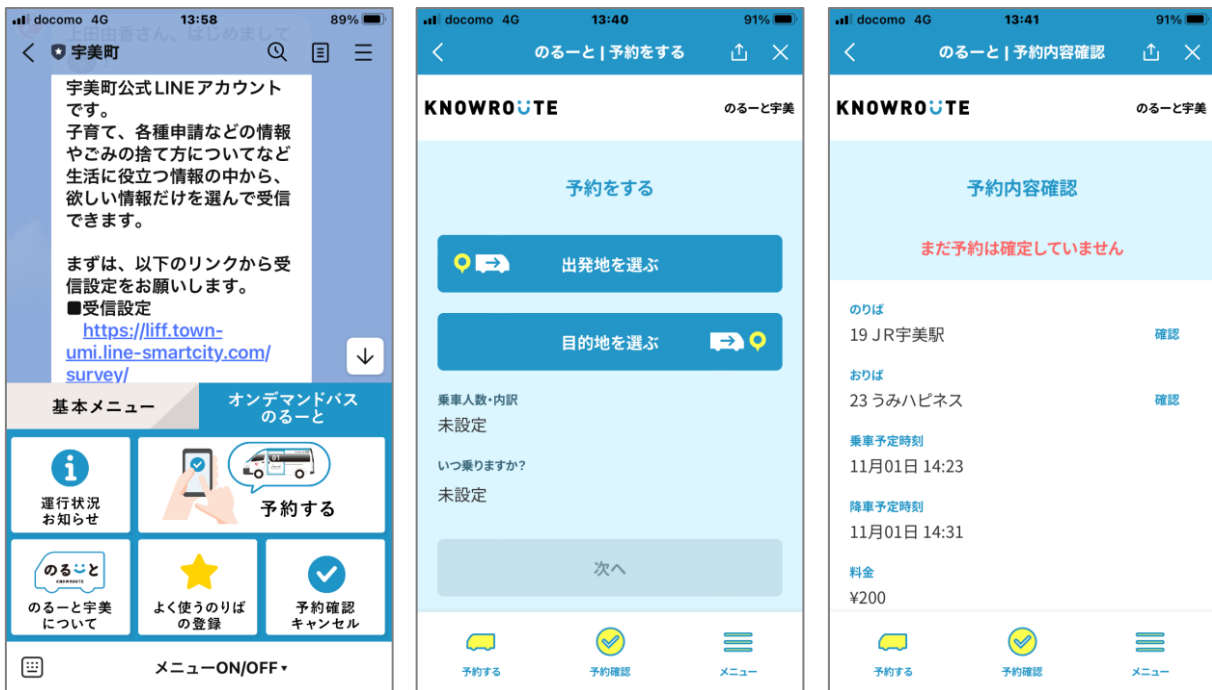 docomo 4G 13:58 89%
上田由香さん、はじめまして
宇美町
宇美町公式LINEアカウント
です。
子育て、各種申請などの情報
やごみの捨て方についてなど
生活に役立つ情報の中から、
欲しい情報だけを選んで受信
できます。
まずは、以下のリンクから受
信設定をお願いします。
■受信設定
https://liff.town-
umi.line-smartcity.com/
survey/
基本メニュー
オンデマンドバス
のるーと
運行状況
お知らせ
01
予約する
のるーと
KNOWROUTE
のるーと宇美
について
よく使うのりば
の登録
予約確認
キャンセル
メニューON/OFF▾
docomo 4G 13:40 91%
のるーと | 予約をする
KNOWROUTE のるーと宇美
予約をする
出発地を選ぶ
目的地を選ぶ
乗車人数・内訳
未設定
いつ乗りますか?
未設定
次へ
予約する 予約確認 メニュー
docomo 4G 13:41 91%
のるーと | 予約内容確認
KNOWROUTE のるーと宇美
予約内容確認
まだ予約は確定していません
のりば
19 JR宇美駅 確認
おりば
23 うみハピネス 確認
乗車予定時刻
11月01日 14:23
降車予定時刻
11月01日 14:31
料金
¥200
予約する 予約確認 メニュー